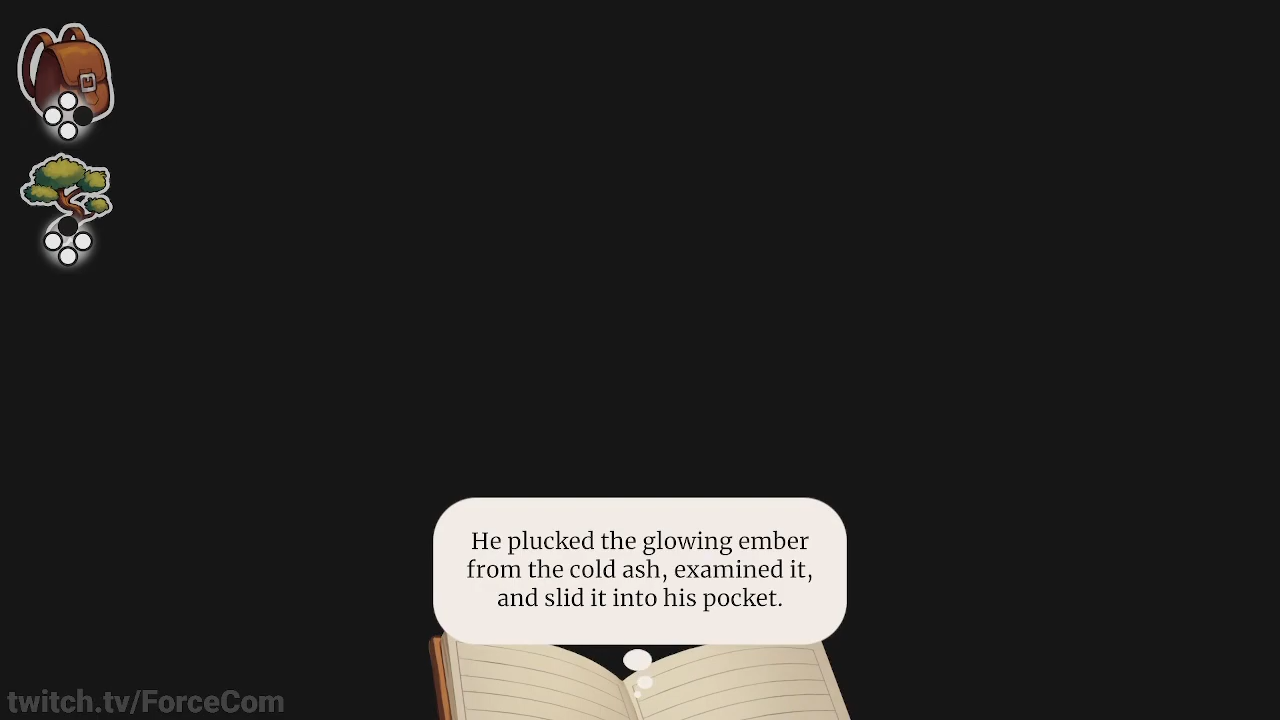 He plucked the glowing ember
from the cold ash, examined it,
and slid it into his pocket.
twitch.tv/ForceCom